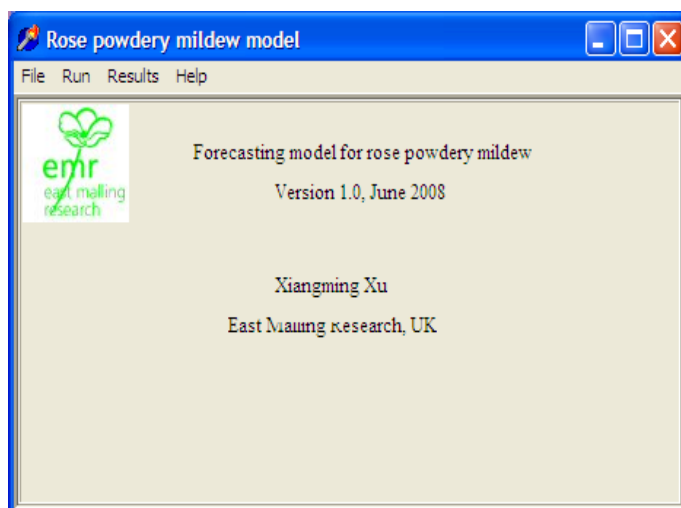 Rose powdery mildew model
File Run Results Help
emr
east malling
research
Forecasting model for rose powdery mildew
Version 1.0, June 2008
Xiangming Xu
East Malling Research, UK